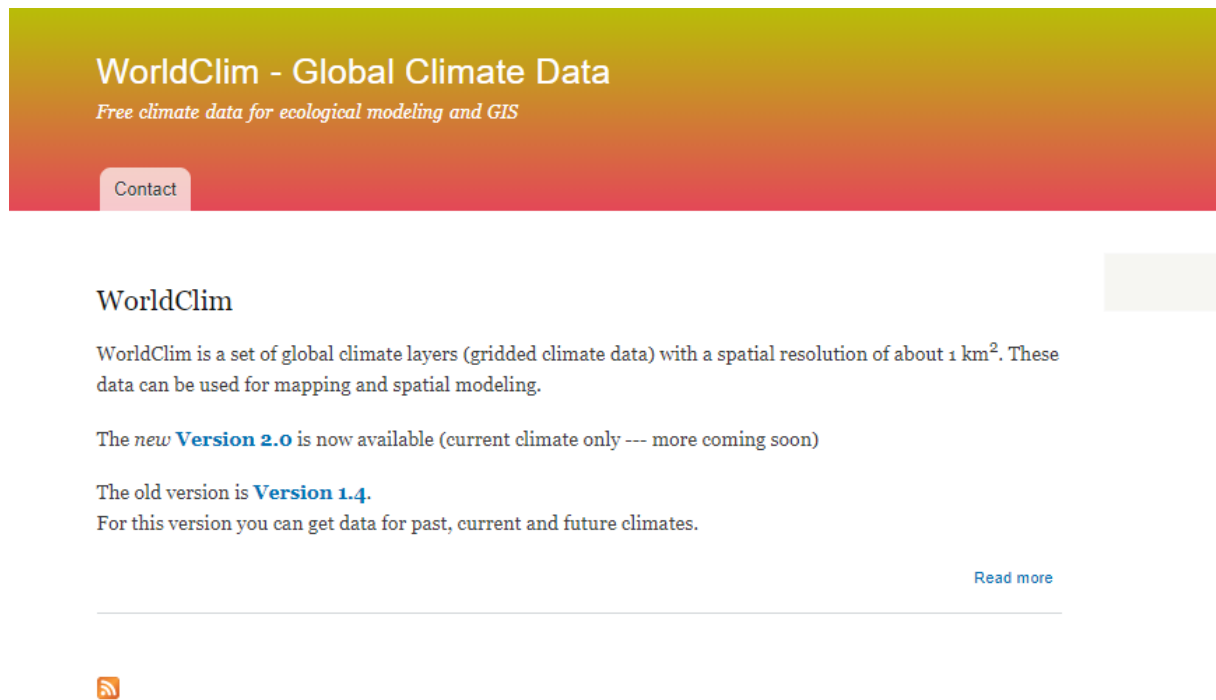 WorldClim - Global Climate Data
Free climate data for ecological modeling and GIS
Contact
WorldClim
WorldClim is a set of global climate layers (gridded climate data) with a spatial resolution of about 1 km². These
data can be used for mapping and spatial modeling.
The new Version 2.0 is now available (current climate only --- more coming soon)
The old version is Version 1.4.
For this version you can get data for past, current and future climates.
Read more